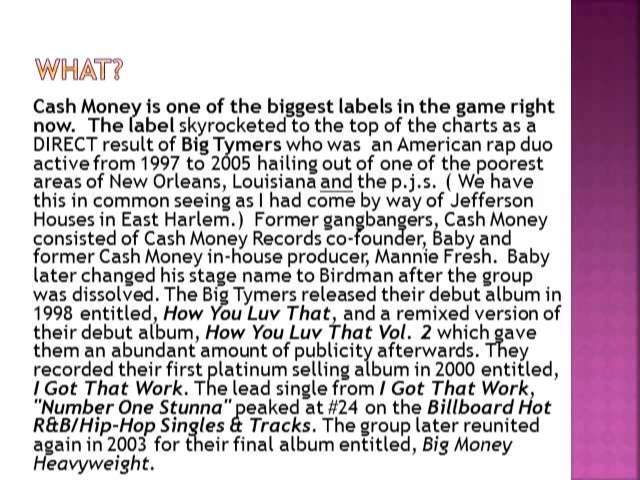 WHAT?
Cash Money is one of the biggest labels in the game right
now.  The label skyrocketed to the top of the charts as a
DIRECT result of Big Tymers who was  an American rap duo
active from 1997 to 2005 hailing out of one of the poorest
areas of New Orleans, Louisiana and the p.j.s.  ( We have
this in common seeing as I had come by way of Jefferson
Houses in East Harlem.)  Former gangbangers, Cash Money
consisted of Cash Money Records co-founder, Baby and
former Cash Money in-house producer, Mannie Fresh.  Baby
later changed his stage name to Birdman after the group
was dissolved. The Big Tymers released their debut album in
1998 entitled, How You Luv That, and a remixed version of
their debut album, How You Luv That Vol. 2 which gave
them an abundant amount of publicity afterwards. They
recorded their first platinum selling album in 2000 entitled,
I Got That Work. The lead single from I Got That Work,
"Number One Stunna" peaked at #24 on the Billboard Hot
R&B/Hip-Hop Singles & Tracks. The group later reunited
again in 2003 for their final album entitled, Big Money
Heavyweight.